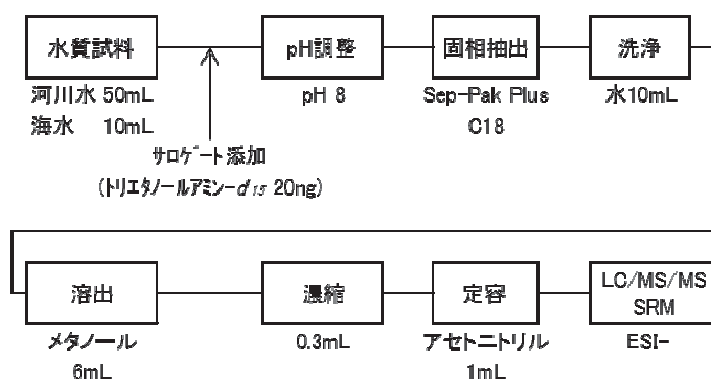 水質試料
pH調整
固相抽出
洗浄
河川水 50mL
海水 10mL
pH 8
Sep-Pak Plus
C18
水10mL
サロゲート添加
(トリエタノールアミン-d15 20ng)
溶出
濃縮
定容
LC/MS/MS
SRM
メタノール
6mL
0.3mL
アセトニトリル
1mL
ESI-